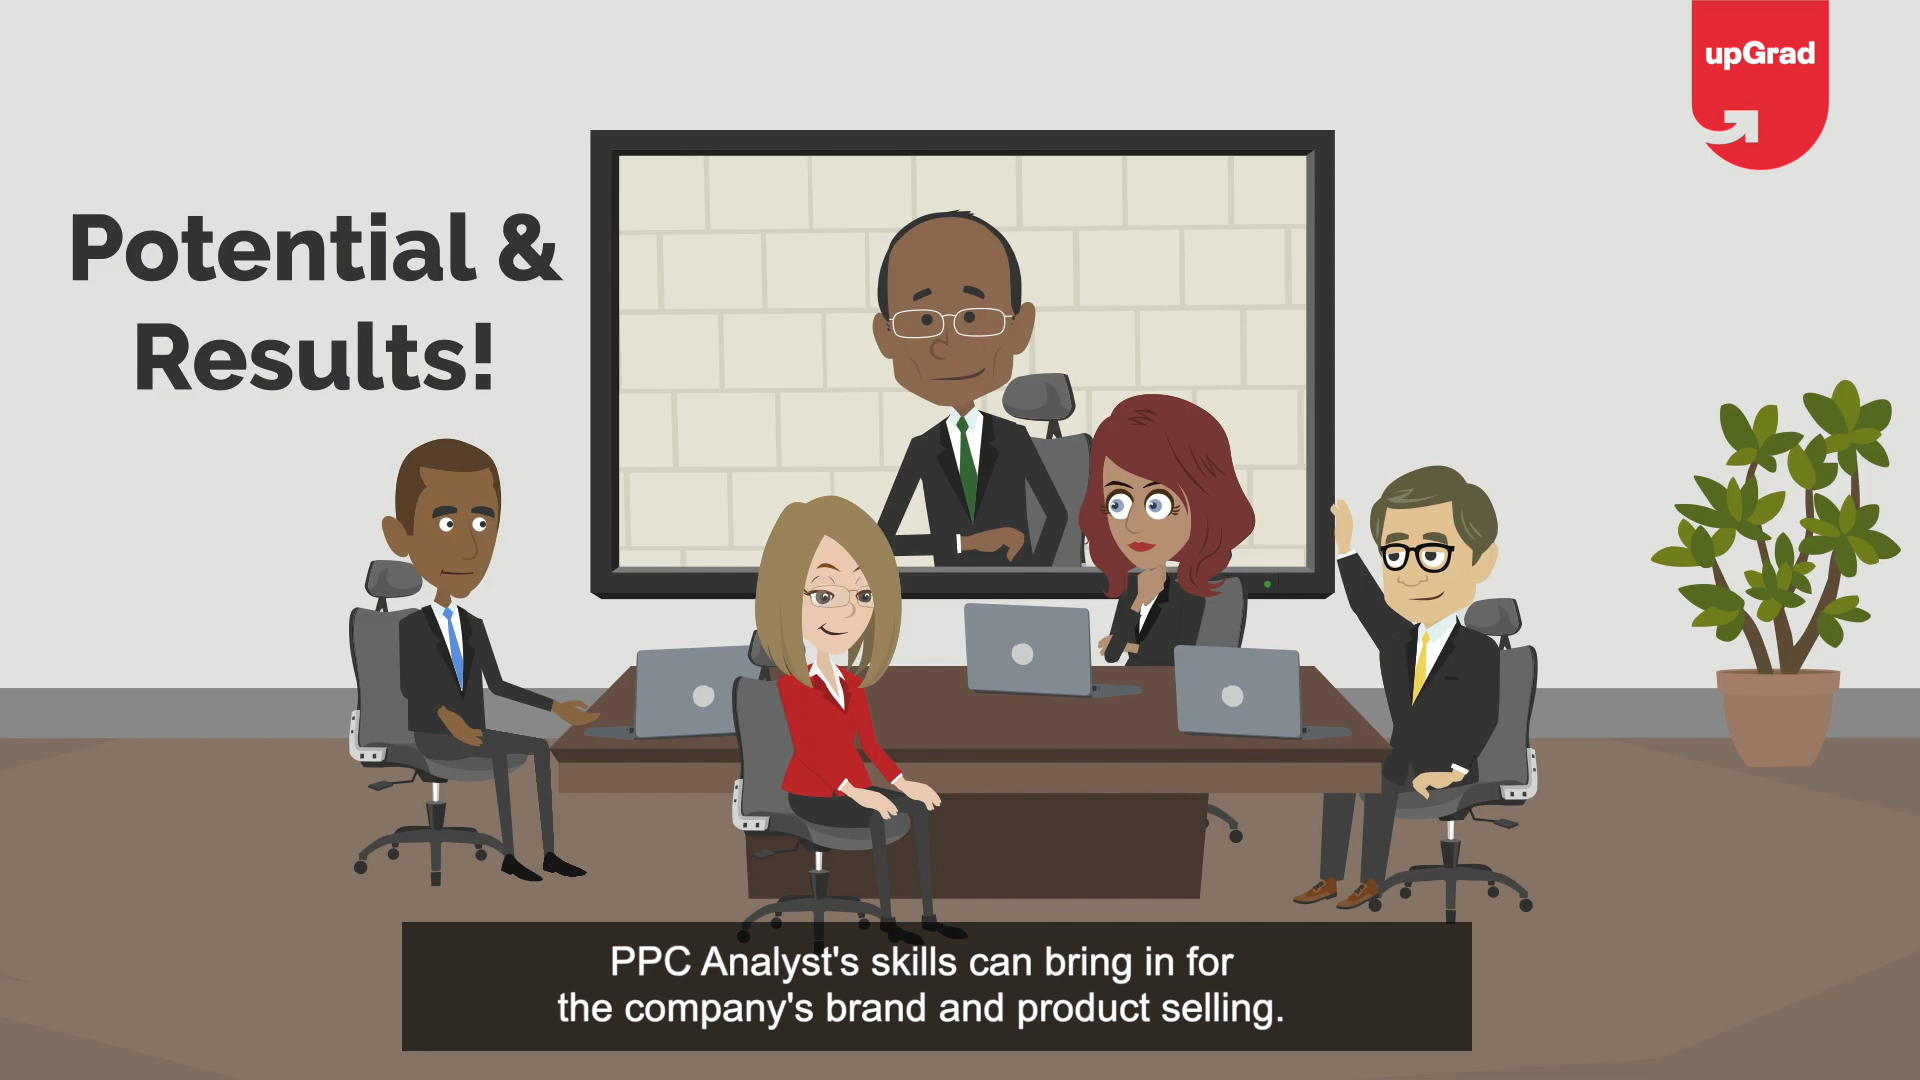 upGrad
Potential &
Results!
PPC Analyst's skills can bring in for
the company's brand and product selling.